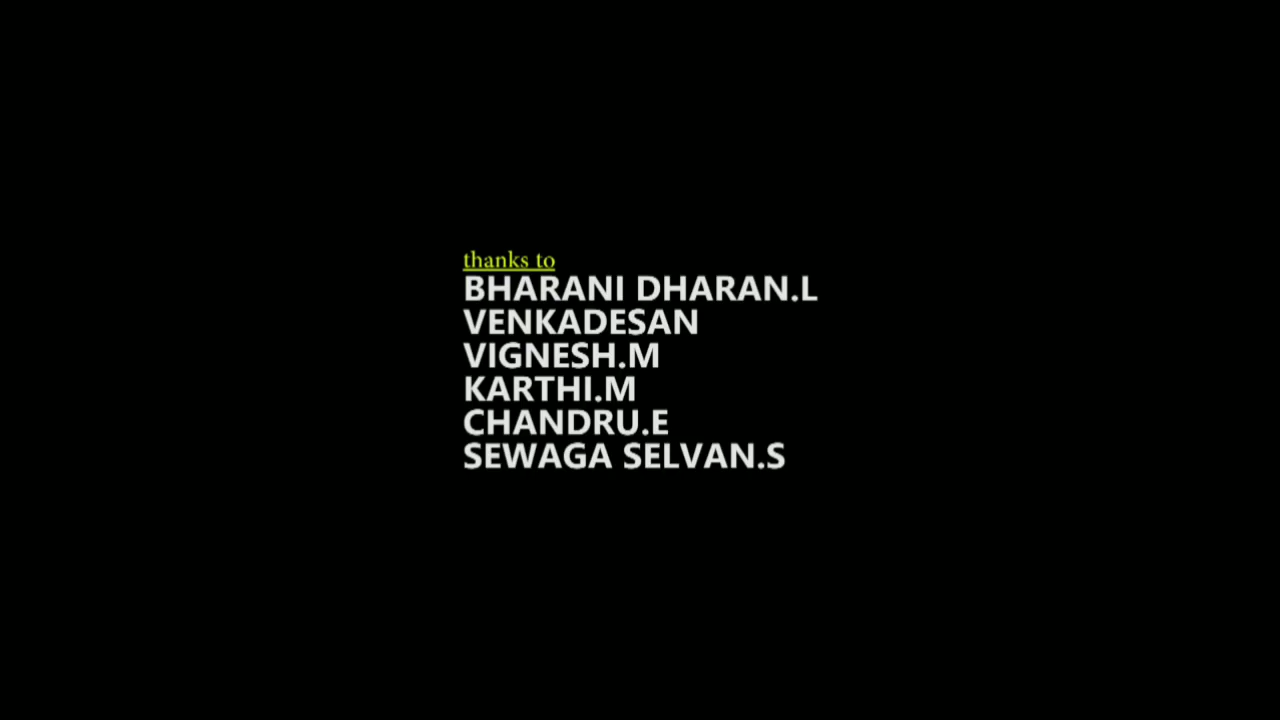 thanks to
BHARANI DHARAN.L
VENKADESAN
VIGNESH.M
KARTHI.M
CHANDRU.E
SEWAGA SELVAN.S